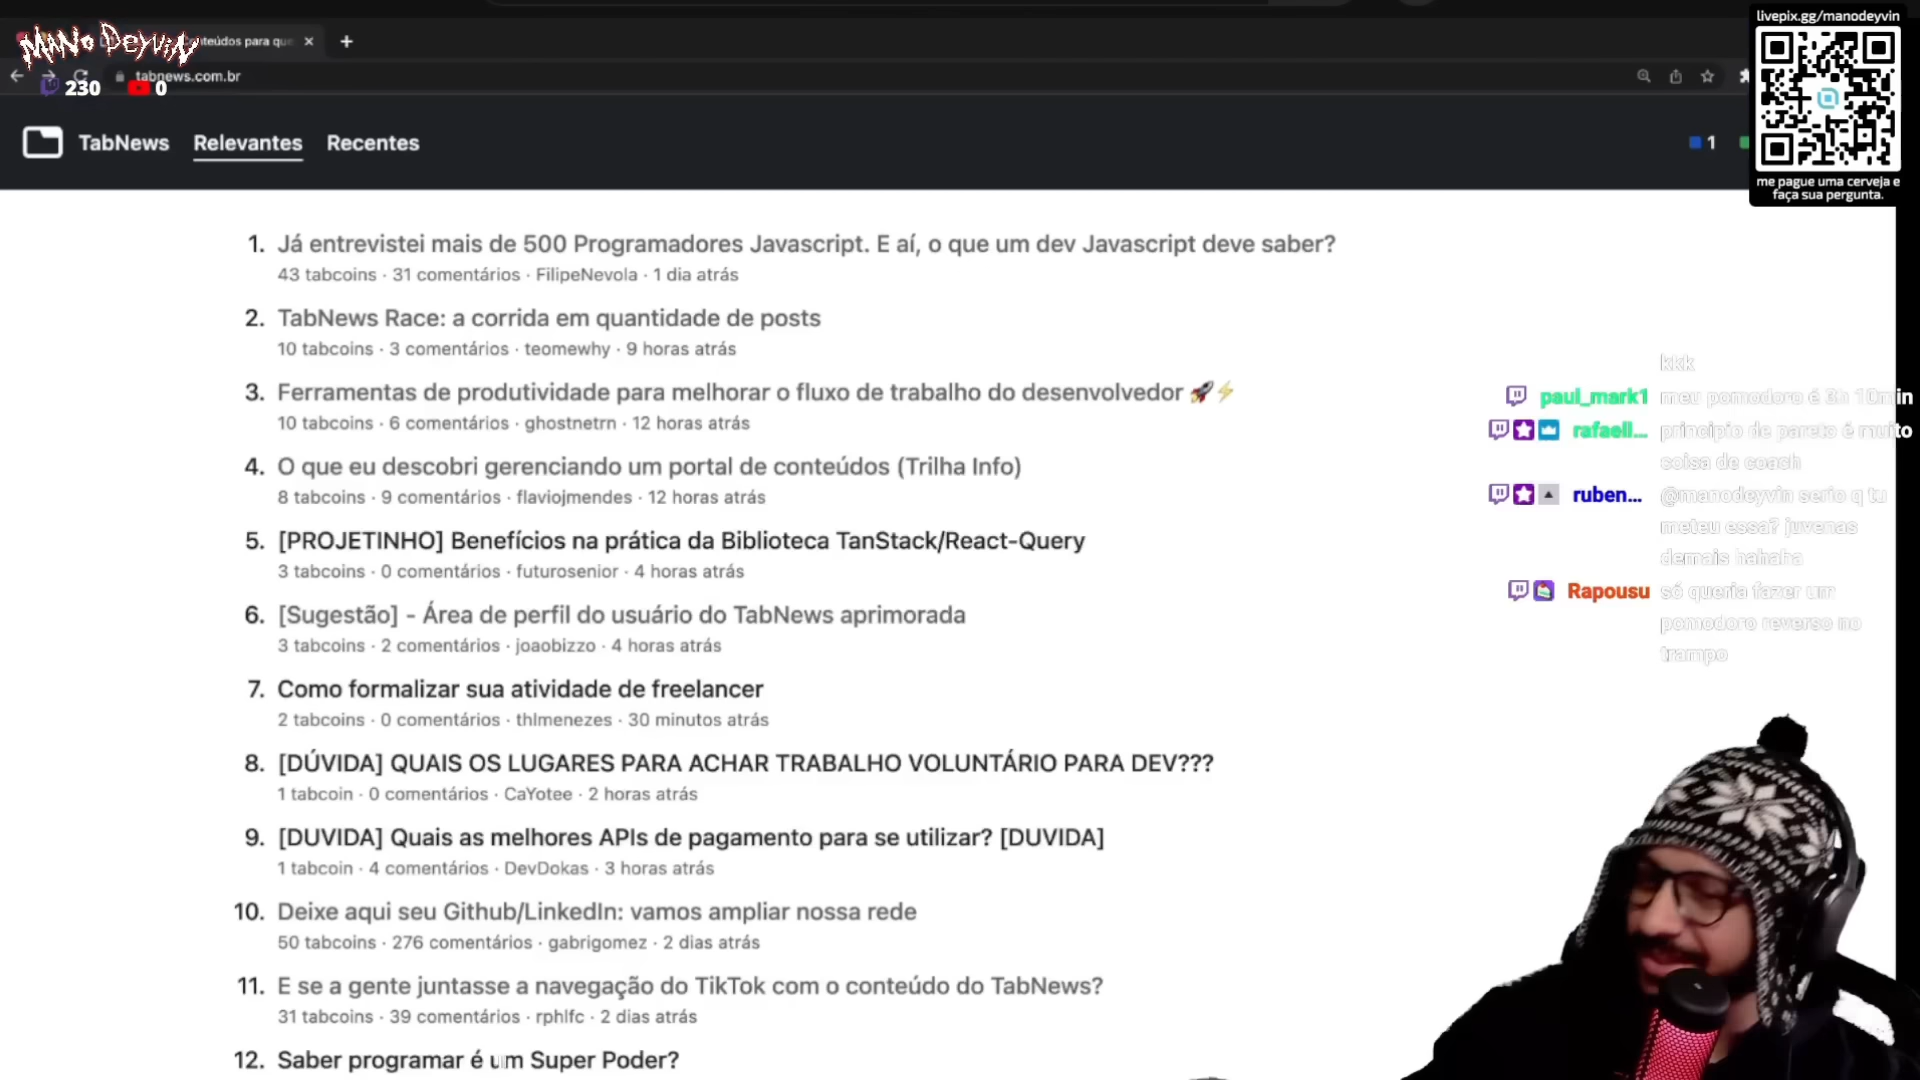 MANO DEYVIN
nteúdos para que
tabnews.com.br
230
0
livepix.gg/manodeyvin
me pague uma cerveja e
faça sua pergunta.
TabNews
Relevantes
Recentes
1
1. Já entrevistei mais de 500 Programadores Javascript. E aí, o que um dev Javascript deve saber?
43 tabcoins · 31 comentários · FilipeNevola · 1 dia atrás
2. TabNews Race: a corrida em quantidade de posts
10 tabcoins · 3 comentários · teomewhy · 9 horas atrás
3. Ferramentas de produtividade para melhorar o fluxo de trabalho do desenvolvedor 🚀⚡
10 tabcoins · 6 comentários · ghostnetrn · 12 horas atrás
4. O que eu descobri gerenciando um portal de conteúdos (Trilha Info)
8 tabcoins · 9 comentários · flaviojmendes · 12 horas atrás
5. [PROJETINHO] Benefícios na prática da Biblioteca TanStack/React-Query
3 tabcoins · 0 comentários · futurosenior · 4 horas atrás
6. [Sugestão] - Área de perfil do usuário do TabNews aprimorada
3 tabcoins · 2 comentários · joaobizzo · 4 horas atrás
7. Como formalizar sua atividade de freelancer
2 tabcoins · 0 comentários · thlmenezes · 30 minutos atrás
8. [DÚVIDA] QUAIS OS LUGARES PARA ACHAR TRABALHO VOLUNTÁRIO PARA DEV???
1 tabcoin · 0 comentários · CaYotee · 2 horas atrás
9. [DUVIDA] Quais as melhores APIs de pagamento para se utilizar? [DUVIDA]
1 tabcoin · 4 comentários · DevDokas · 3 horas atrás
10. Deixe aqui seu Github/LinkedIn: vamos ampliar nossa rede
50 tabcoins · 276 comentários · gabrigomez · 2 dias atrás
11. E se a gente juntasse a navegação do TikTok com o conteúdo do TabNews?
31 tabcoins · 39 comentários · rphlfc · 2 dias atrás
12. Saber programar é um Super Poder?
kkk
paul_mark1 meu pomodoro é 3h 10min
rafaell... principio de pareto é muito
coisa de coach
ruben... @manodeyvin serio q tu
meteu essa? juvenas
demais hahaha
Rapousu só queria fazer um
pomodoro reverso no
trampo